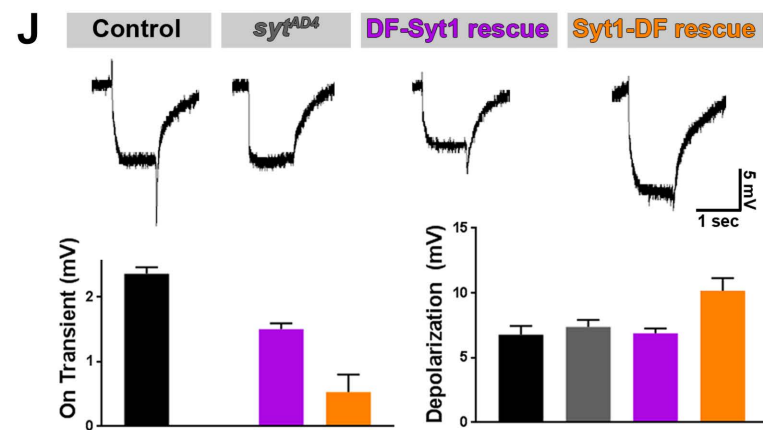 J
Control
sytᴬᴰ⁴
DF-Syt1 rescue
Syt1-DF rescue
5 mV
1 sec
On Transient (mV)
2
1
0
Depolarization (mV)
15
10
5
0